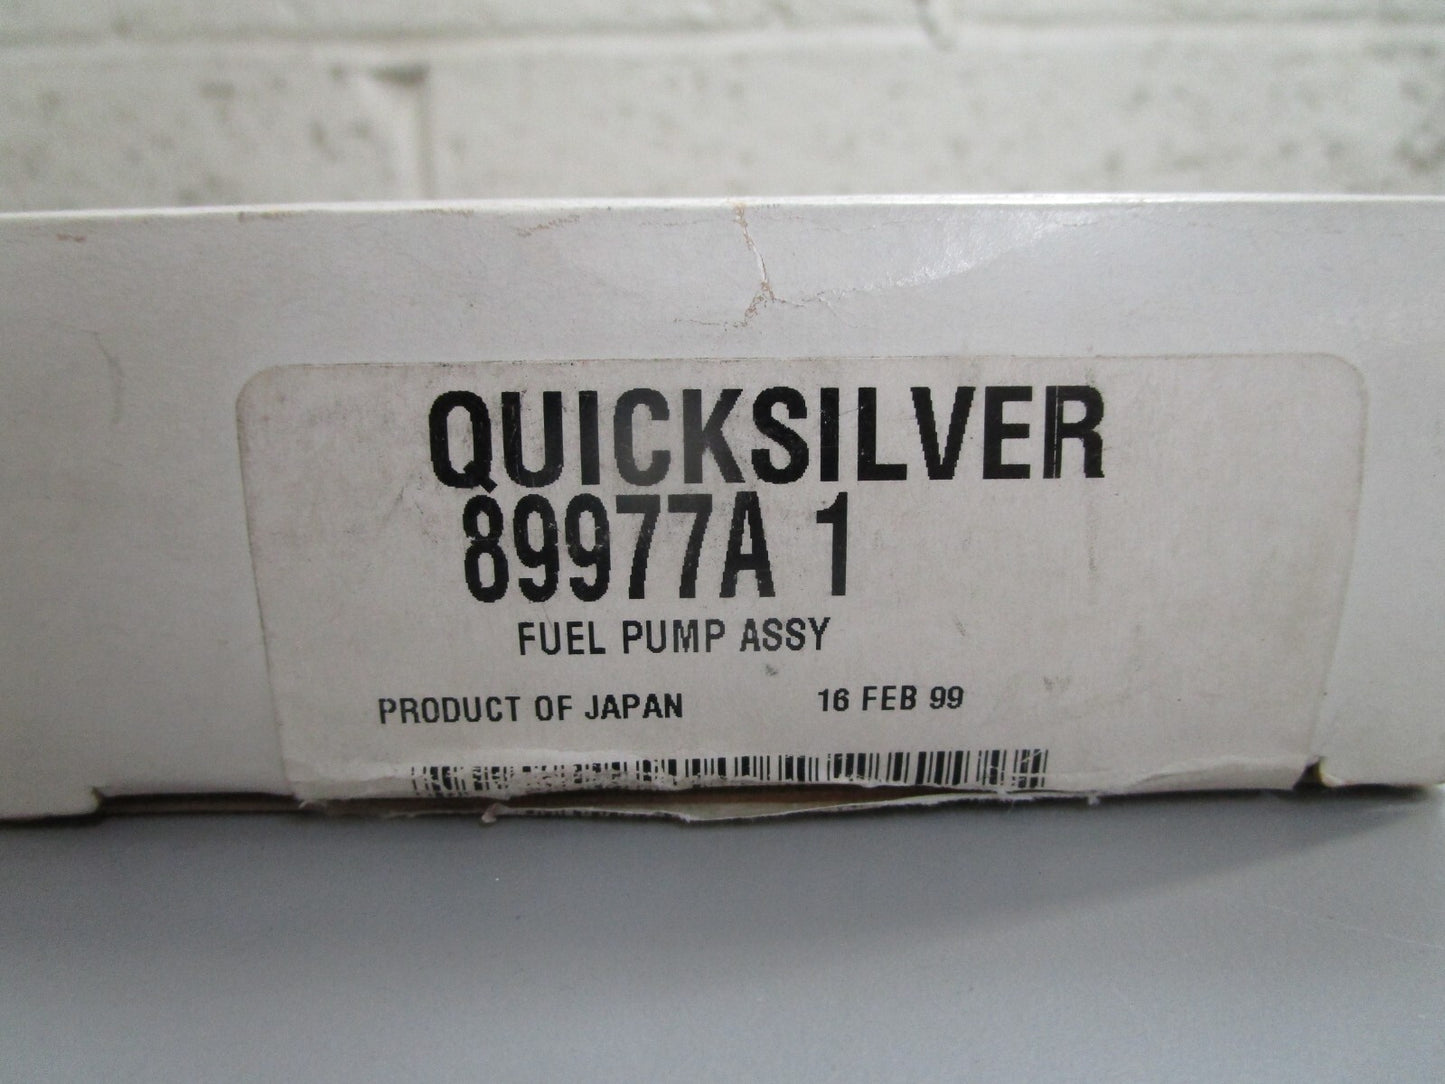 QUICKSILVER
89977A 1
FUEL PUMP ASSY
PRODUCT OF JAPAN 16 FEB 99